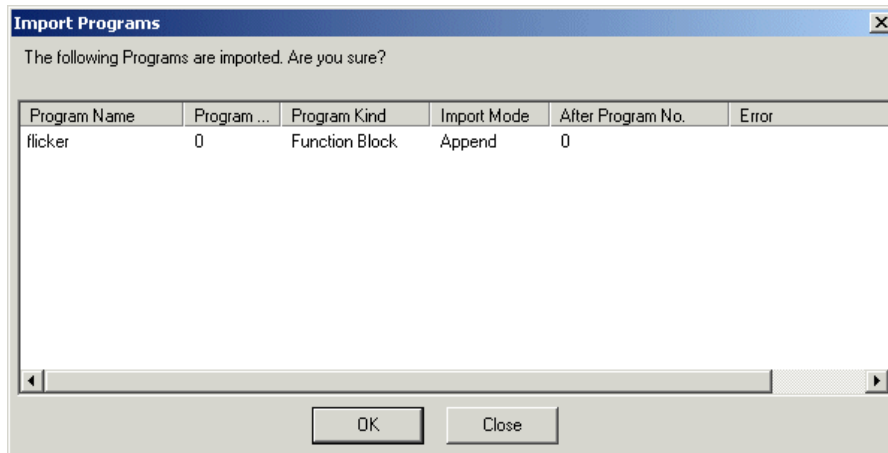 Import Programs
The following Programs are imported. Are you sure?
Program Name Program ... Program Kind Import Mode After Program No. Error
flicker 0 Function Block Append 0
OK Close